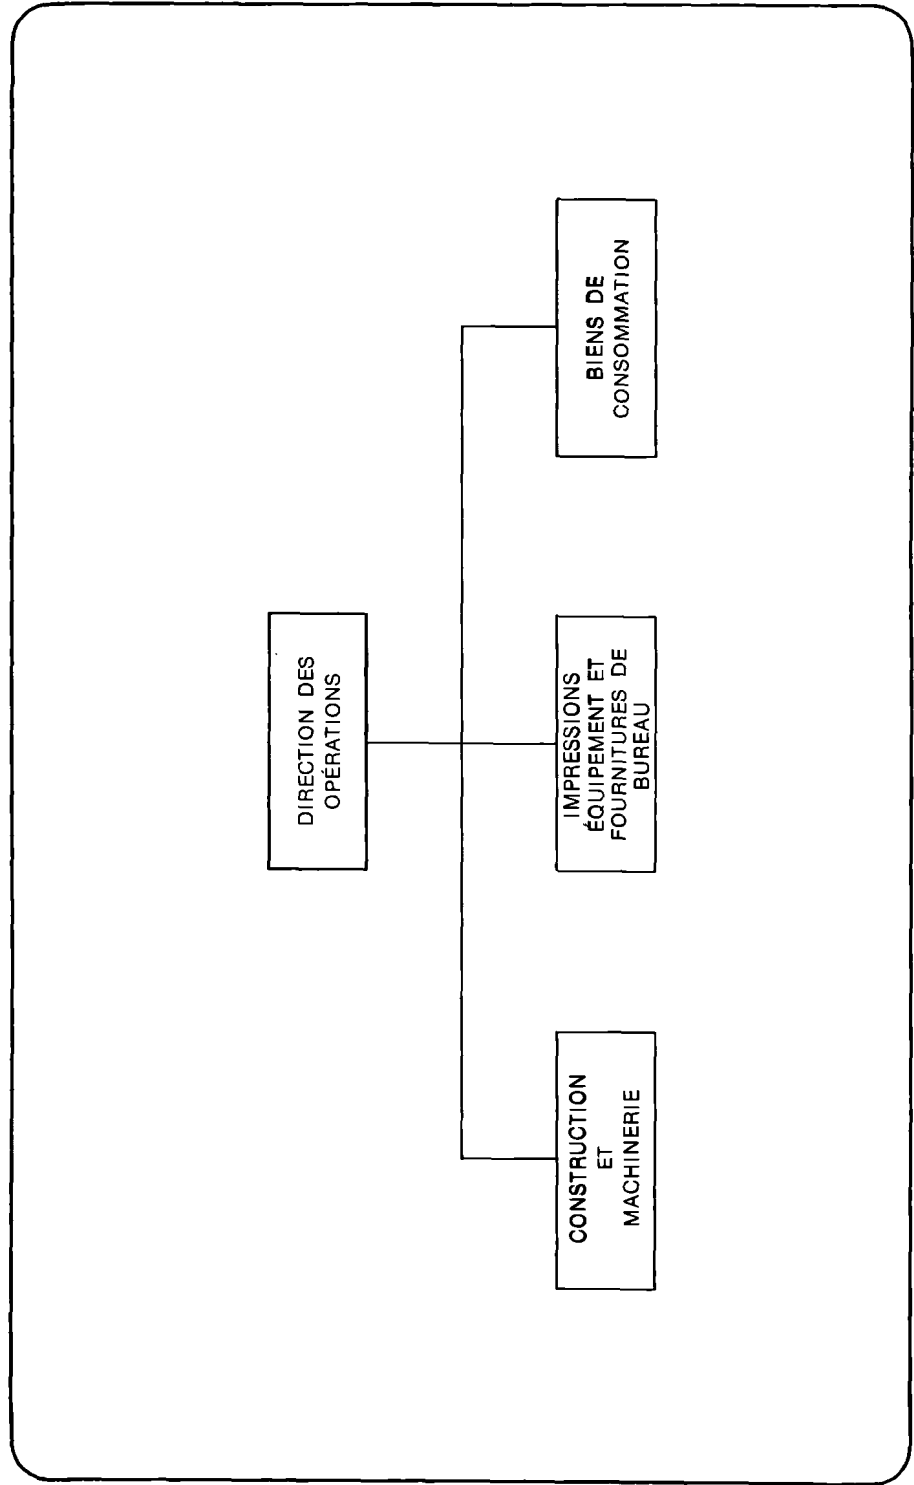 DIRECTION DES
OPÉRATIONS
CONSTRUCTION
ET
MACHINERIE
IMPRESSIONS
ÉQUIPEMENT ET
FOURNITURES DE
BUREAU
BIENS DE
CONSOMMATION